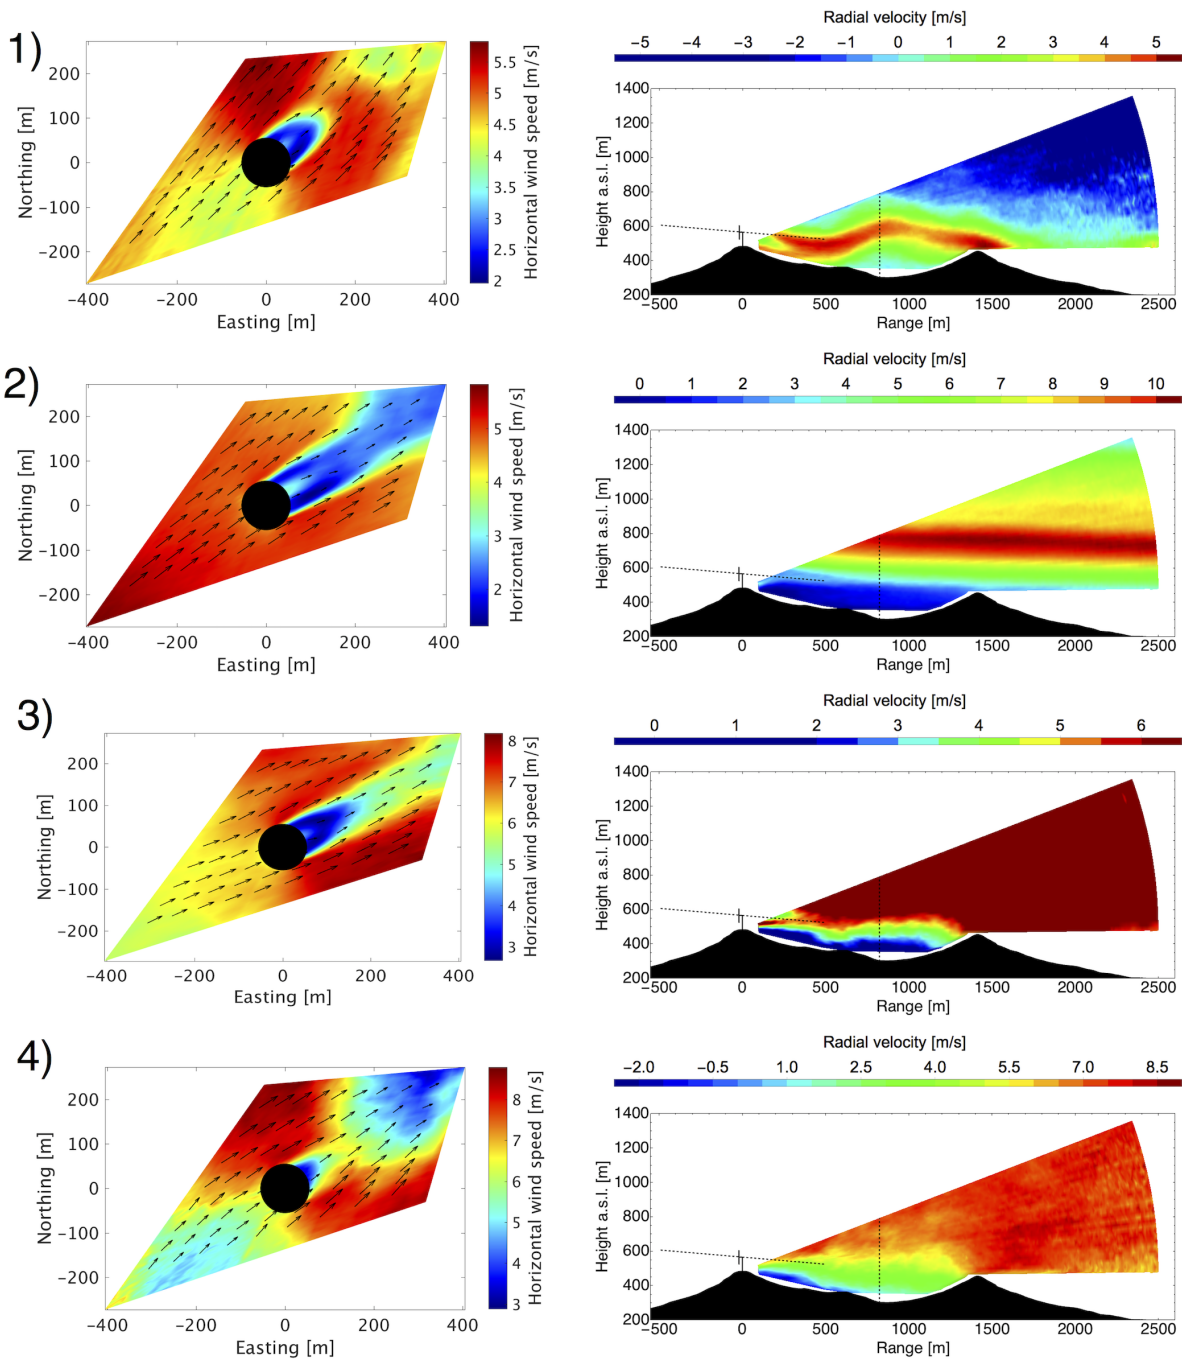 1)
Northing [m]
200
100
0
−100
−200
−400 −200 0 200 400
Easting [m]
5.5
5
4.5
4
3.5
3
2.5
2
Horizontal wind speed [m/s]
Radial velocity [m/s]
−5 −4 −3 −2 −1 0 1 2 3 4 5
Height a.s.l. [m]
1400
1200
1000
800
600
400
200
−500 0 500 1000 1500 2000 2500
Range [m]
2)
Northing [m]
200
100
0
−100
−200
−400 −200 0 200 400
Easting [m]
5
4
3
2
Horizontal wind speed [m/s]
Radial velocity [m/s]
0 1 2 3 4 5 6 7 8 9 10
Height a.s.l. [m]
1400
1200
1000
800
600
400
200
−500 0 500 1000 1500 2000 2500
Range [m]
3)
Northing [m]
200
100
0
−100
−200
−400 −200 0 200 400
Easting [m]
8
7
6
5
4
3
Horizontal wind speed [m/s]
Radial velocity [m/s]
0 1 2 3 4 5 6
Height a.s.l. [m]
1400
1200
1000
800
600
400
200
−500 0 500 1000 1500 2000 2500
Range [m]
4)
Northing [m]
200
100
0
−100
−200
−400 −200 0 200 400
Easting [m]
8
7
6
5
4
3
Horizontal wind speed [m/s]
Radial velocity [m/s]
−2.0 −0.5 1.0 2.5 4.0 5.5 7.0 8.5
Height a.s.l. [m]
1400
1200
1000
800
600
400
200
−500 0 500 1000 1500 2000 2500
Range [m]